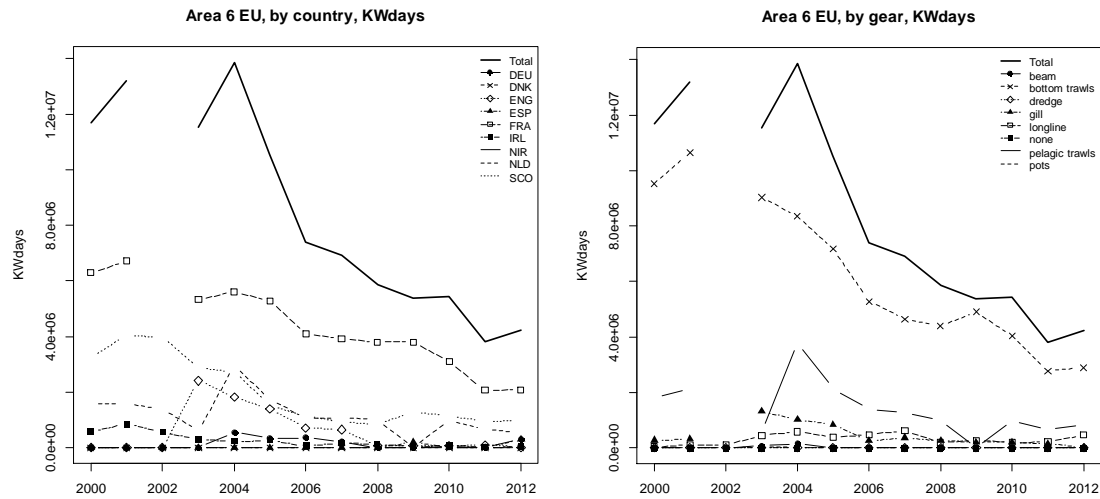 Area 6 EU, by country, KWdays
KWdays
0.0e+00
4.0e+06
8.0e+06
1.2e+07
2000 2002 2004 2006 2008 2010 2012
Total
DEU
DNK
ENG
ESP
FRA
IRL
NIR
NLD
SCO
Area 6 EU, by gear, KWdays
KWdays
0.0e+00
4.0e+06
8.0e+06
1.2e+07
2000 2002 2004 2006 2008 2010 2012
Total
beam
bottom trawls
dredge
gill
longline
none
pelagic trawls
pots